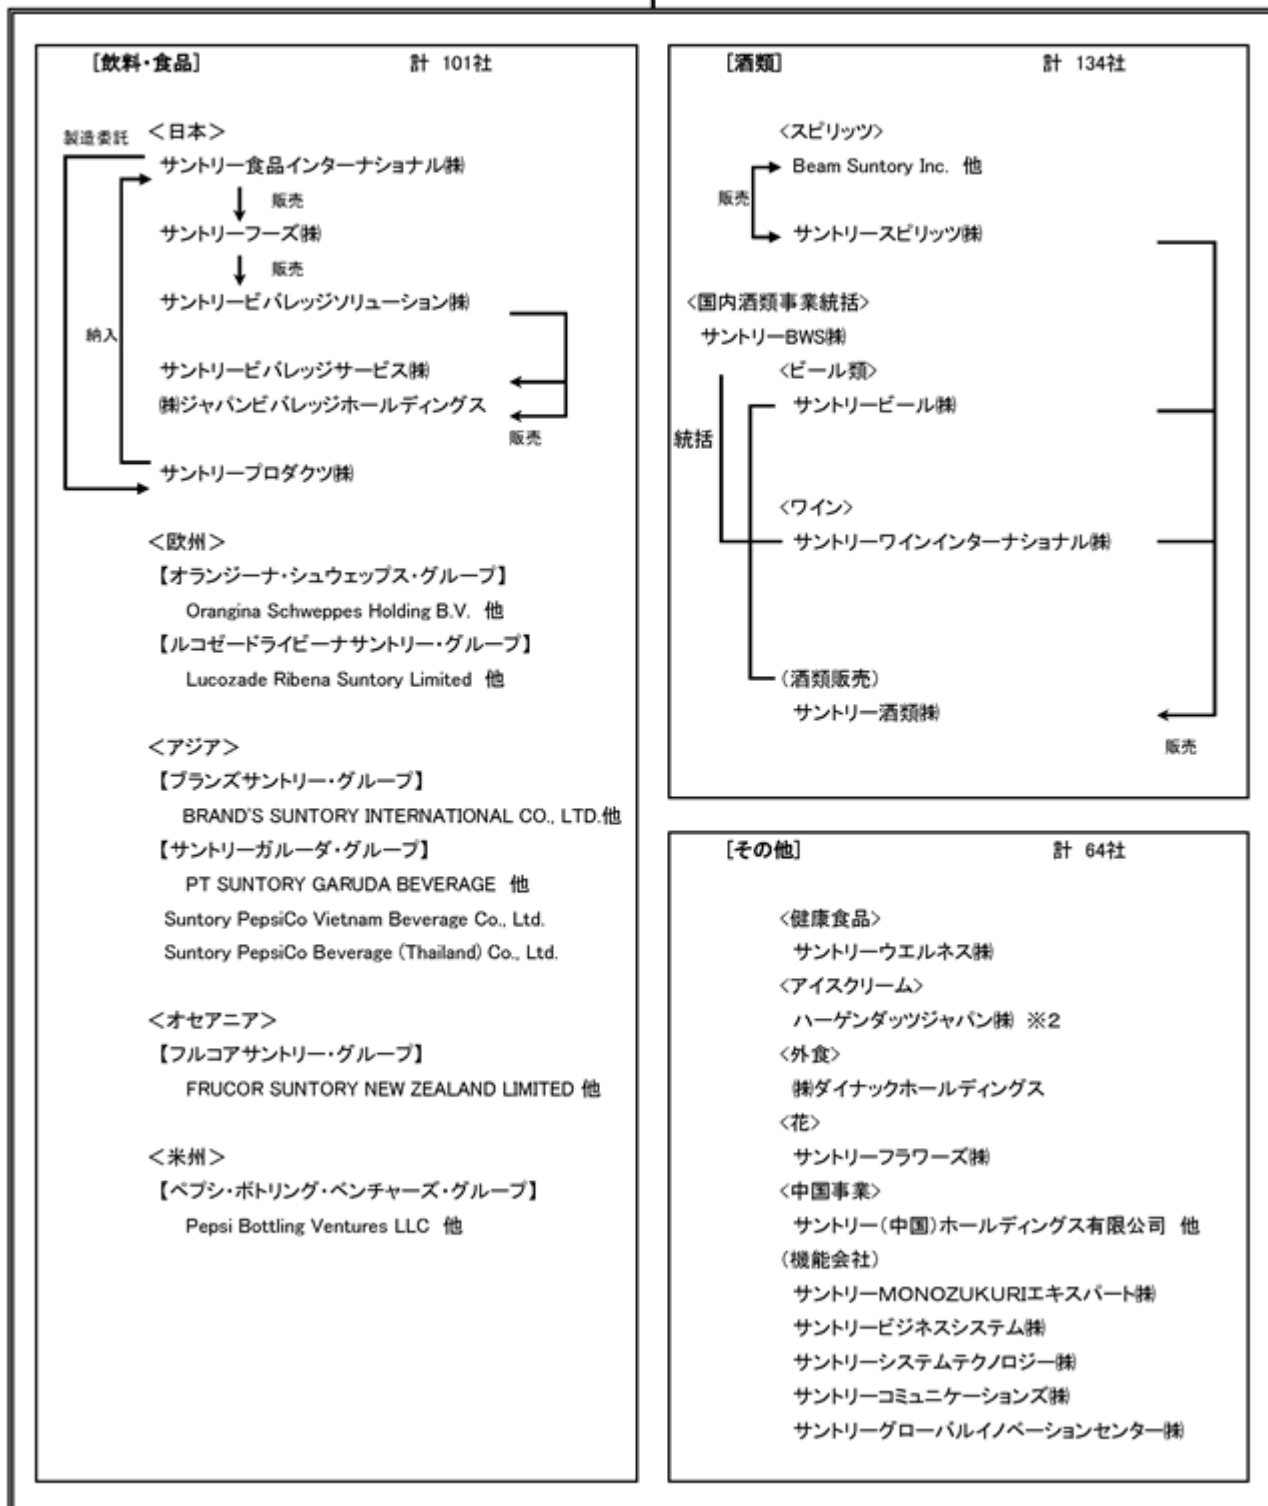 ［飲料・食品］ 計 101社
＜日本＞
製造委託
サントリー食品インターナショナル㈱
販売
サントリーフーズ㈱
販売
サントリービバレッジソリューション㈱
納入
サントリービバレッジサービス㈱
㈱ジャパンビバレッジホールディングス
販売
サントリープロダクツ㈱
＜欧州＞
【オランジーナ・シュウェップス・グループ】
Orangina Schweppes Holding B.V. 他
【ルコゼードライビーナサントリー・グループ】
Lucozade Ribena Suntory Limited 他
＜アジア＞
【ブランズサントリー・グループ】
BRAND'S SUNTORY INTERNATIONAL CO., LTD.他
【サントリーガルーダ・グループ】
PT SUNTORY GARUDA BEVERAGE 他
Suntory PepsiCo Vietnam Beverage Co., Ltd.
Suntory PepsiCo Beverage (Thailand) Co., Ltd.
＜オセアニア＞
【フルコアサントリー・グループ】
FRUCOR SUNTORY NEW ZEALAND LIMITED 他
＜米州＞
【ペプシ・ボトリング・ベンチャーズ・グループ】
Pepsi Bottling Ventures LLC 他
［酒類］ 計 134社
〈スピリッツ〉
Beam Suntory Inc. 他
販売
サントリースピリッツ㈱
〈国内酒類事業統括〉
サントリーBWS㈱
〈ビール類〉
サントリービール㈱
統括
〈ワイン〉
サントリーワインインターナショナル㈱
（酒類販売）
サントリー酒類㈱
販売
［その他］ 計 64社
〈健康食品〉
サントリーウエルネス㈱
〈アイスクリーム〉
ハーゲンダッツジャパン㈱ ※2
〈外食〉
㈱ダイナックホールディングス
〈花〉
サントリーフラワーズ㈱
〈中国事業〉
サントリー（中国）ホールディングス有限公司 他
（機能会社）
サントリーMONOZUKURIエキスパート㈱
サントリービジネスシステム㈱
サントリーシステムテクノロジー㈱
サントリーコミュニケーションズ㈱
サントリーグローバルイノベーションセンター㈱